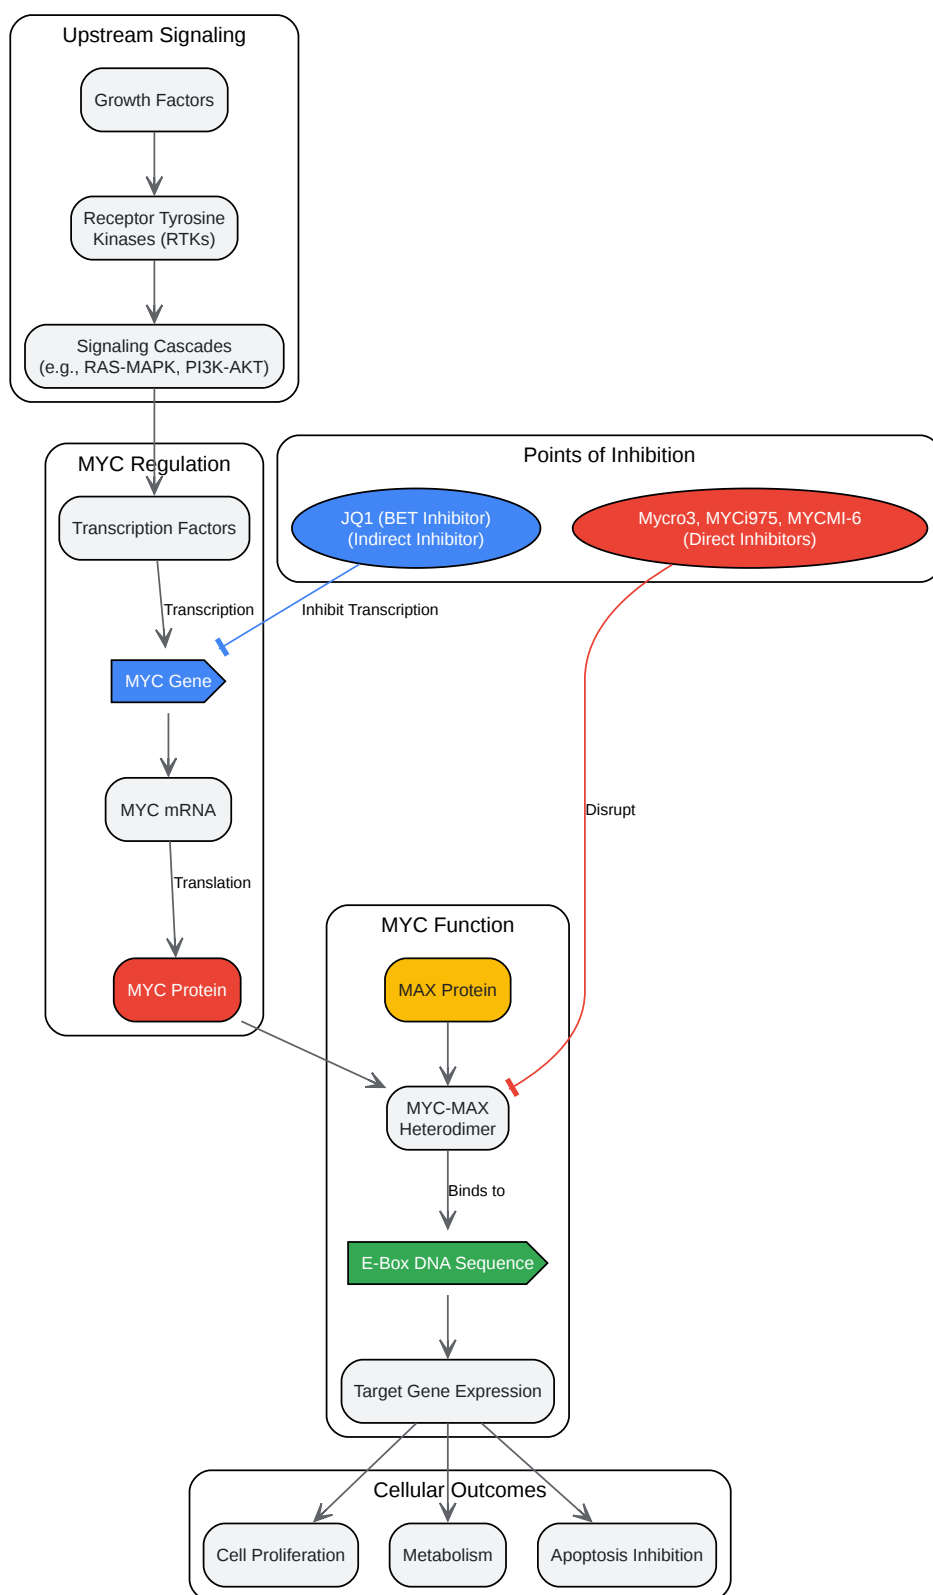 Upstream Signaling
Growth Factors
Receptor Tyrosine
Kinases (RTKs)
Signaling Cascades
(e.g., RAS-MAPK, PI3K-AKT)
MYC Regulation
Points of Inhibition
Transcription Factors
JQ1 (BET Inhibitor)
(Indirect Inhibitor)
Mycro3, MYCi975, MYCMI-6
(Direct Inhibitors)
Transcription
Inhibit Transcription
MYC Gene
MYC mRNA
Disrupt
Translation
MYC Function
MYC Protein
MAX Protein
MYC-MAX
Heterodimer
Binds to
E-Box DNA Sequence
Target Gene Expression
Cellular Outcomes
Cell Proliferation
Metabolism
Apoptosis Inhibition